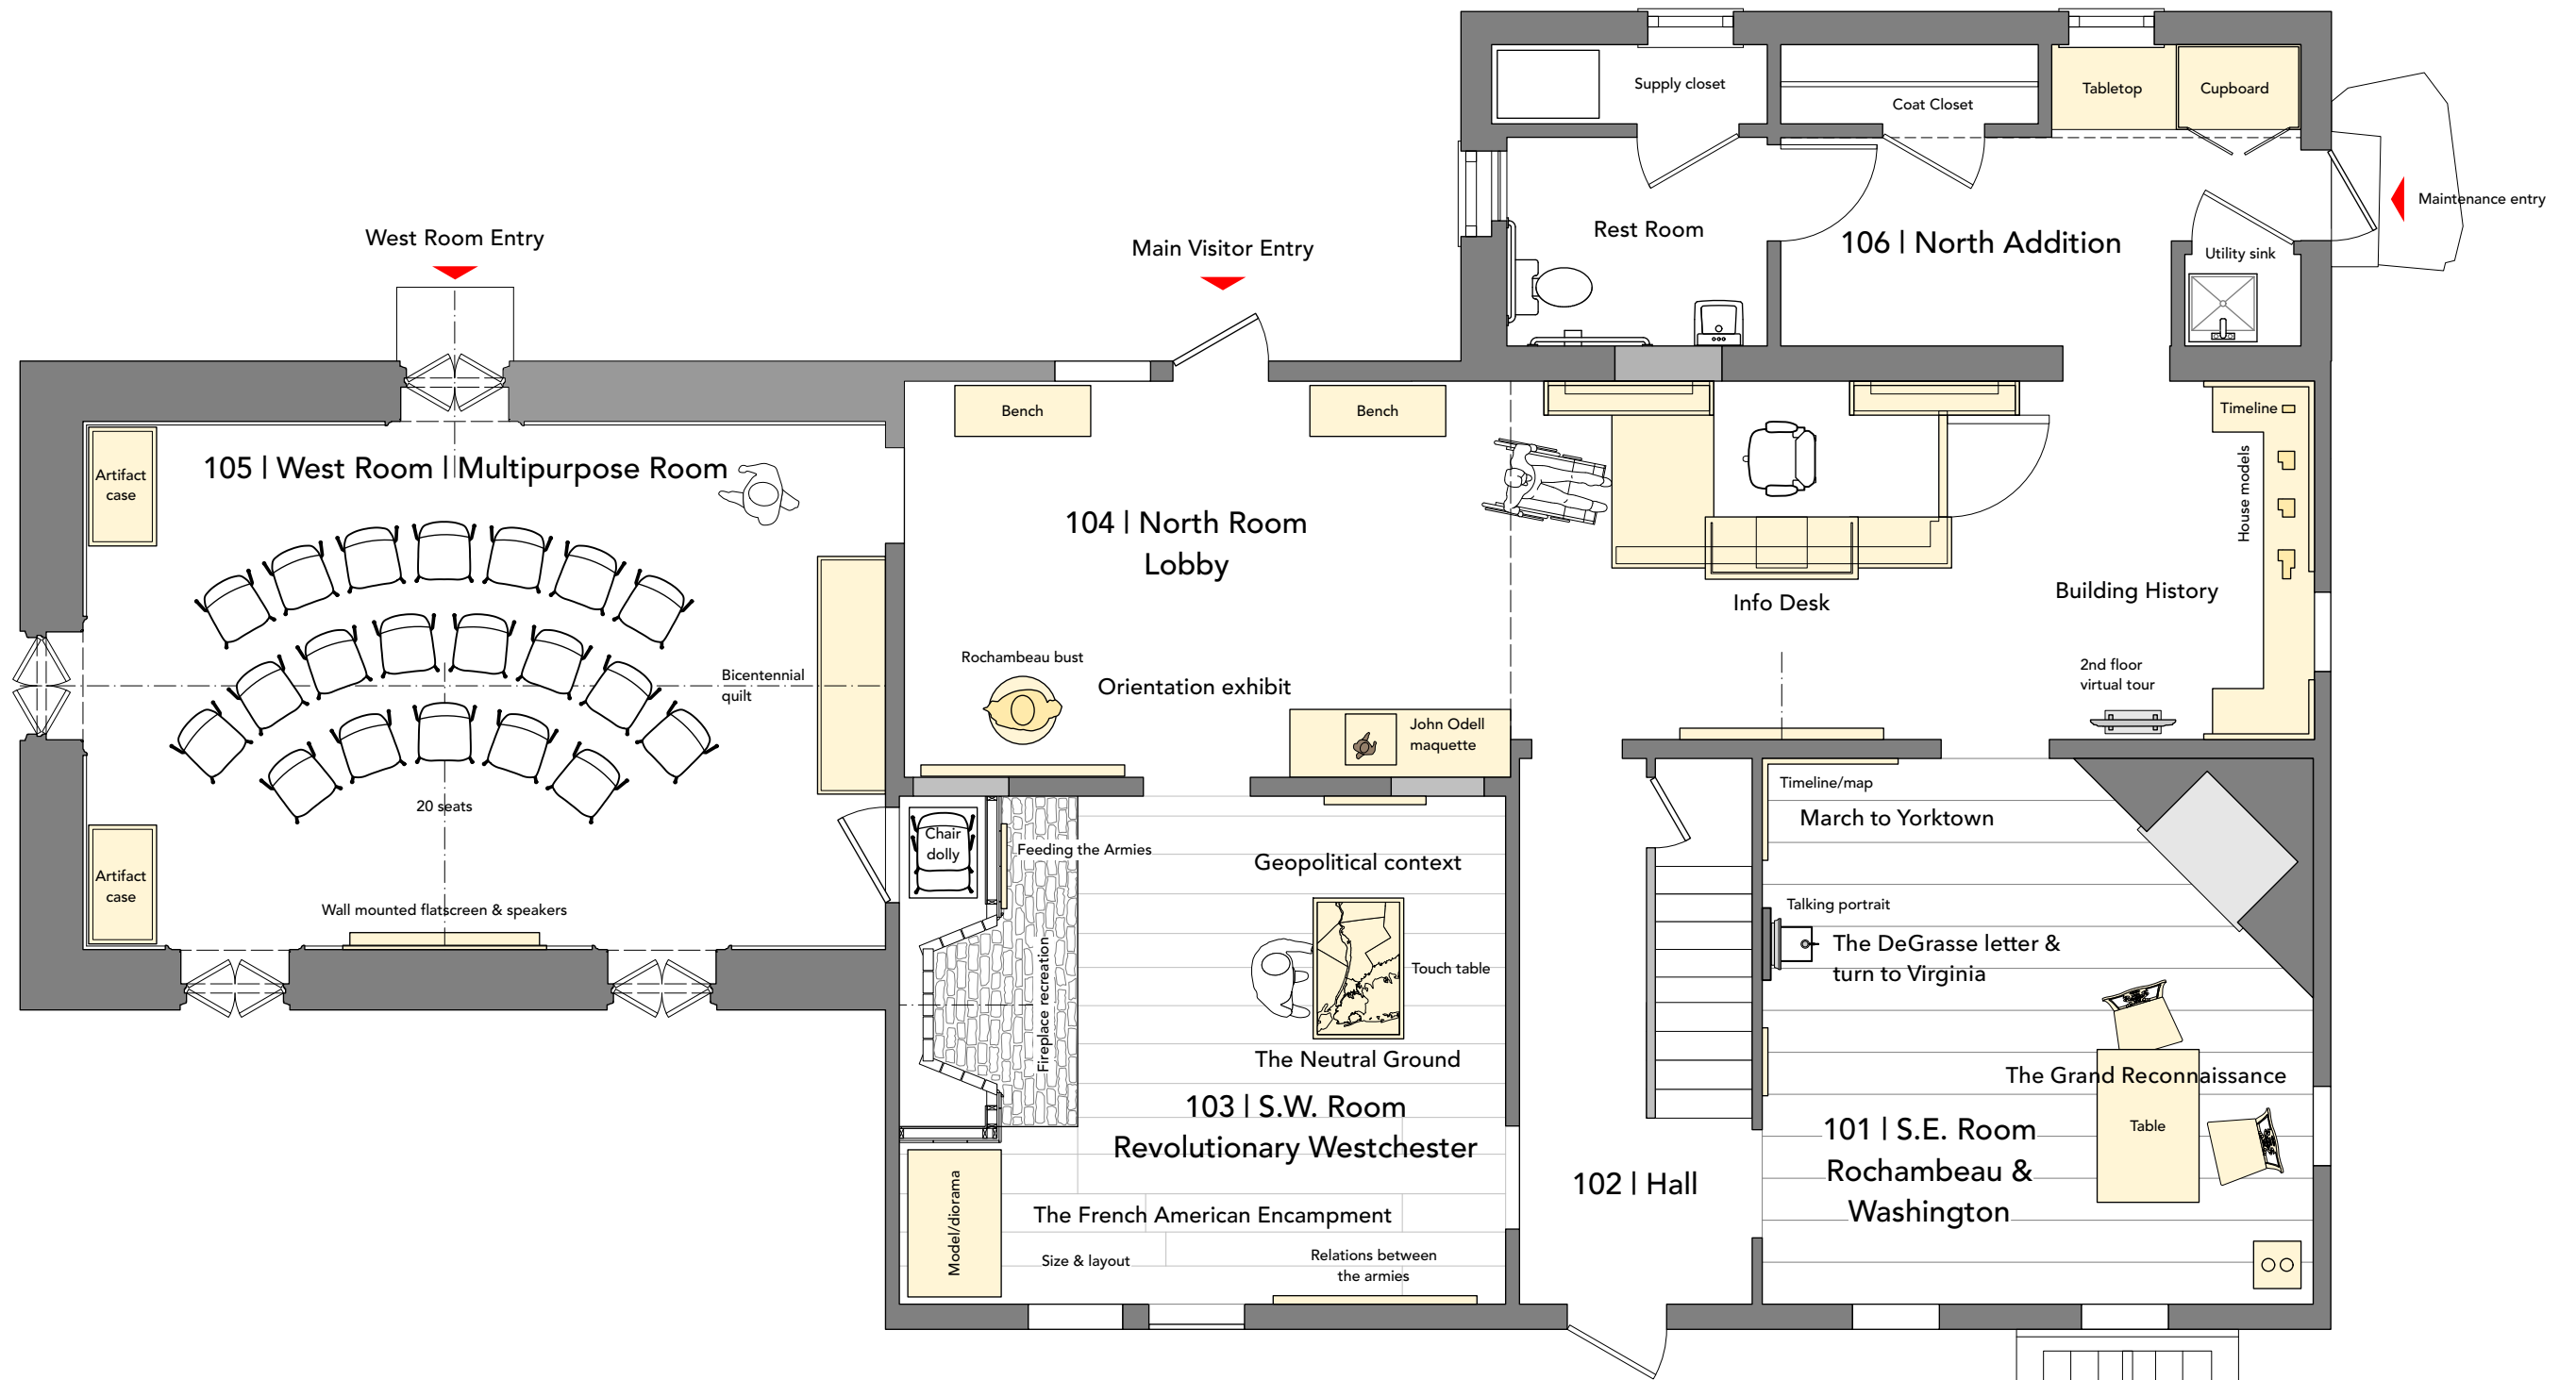 Supply closet
Coat Closet
Tabletop
Cupboard
Maintenance entry
Rest Room
106 | North Addition
Utility sink
West Room Entry
Main Visitor Entry
Bench
Bench
Timeline
House models
Artifact
case
105 | West Room | Multipurpose Room
104 | North Room
Lobby
Info Desk
Building History
Rochambeau bust
Orientation exhibit
John Odell
maquette
2nd floor
virtual tour
Bicentennial
quilt
20 seats
Artifact
case
Wall mounted flatscreen & speakers
Chair
dolly
Feeding the Armies
Fireplace recreation
Geopolitical context
Touch table
The Neutral Ground
103 | S.W. Room
Revolutionary Westchester
Model/diorama
The French American Encampment
Size & layout
Relations between
the armies
102 | Hall
Timeline/map
March to Yorktown
Talking portrait
The DeGrasse letter &
turn to Virginia
The Grand Reconnaissance
Table
101 | S.E. Room
Rochambeau &
Washington